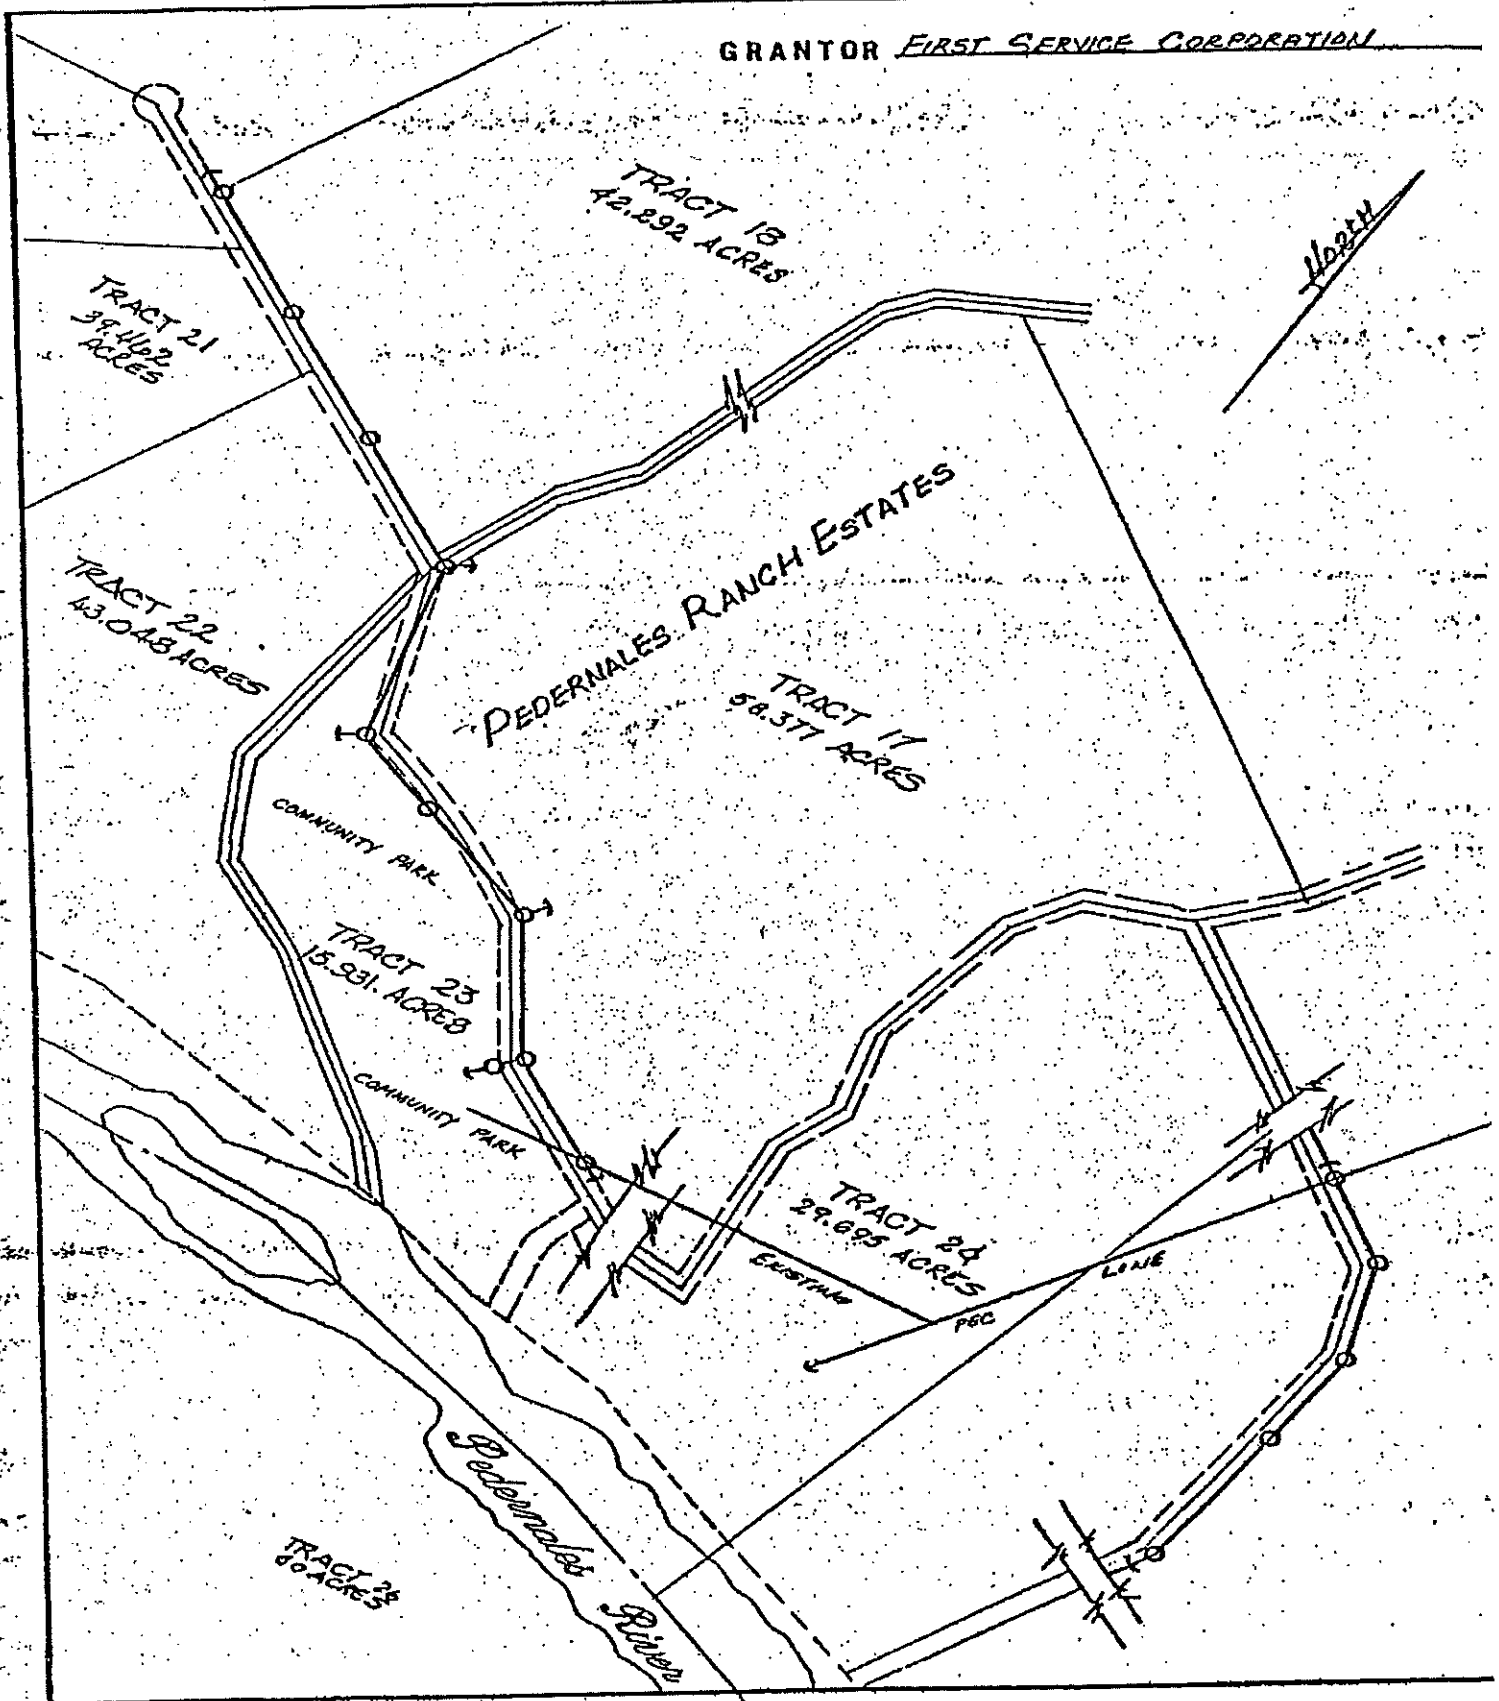 GRANTOR FIRST SERVICE CORPORATION
TRACT 18
42.292 ACRES
NORTH
TRACT 21
39.462
ACRES
PEDERNALES RANCH ESTATES
TRACT 22
43.048 ACRES
TRACT 17
58.377 ACRES
COMMUNITY PARK
TRACT 23
15.931. ACRES
COMMUNITY PARK
TRACT 24
29.695 ACRES
EXISTING
PEC
LINE
Pedernales
River
TRACT
ACRES